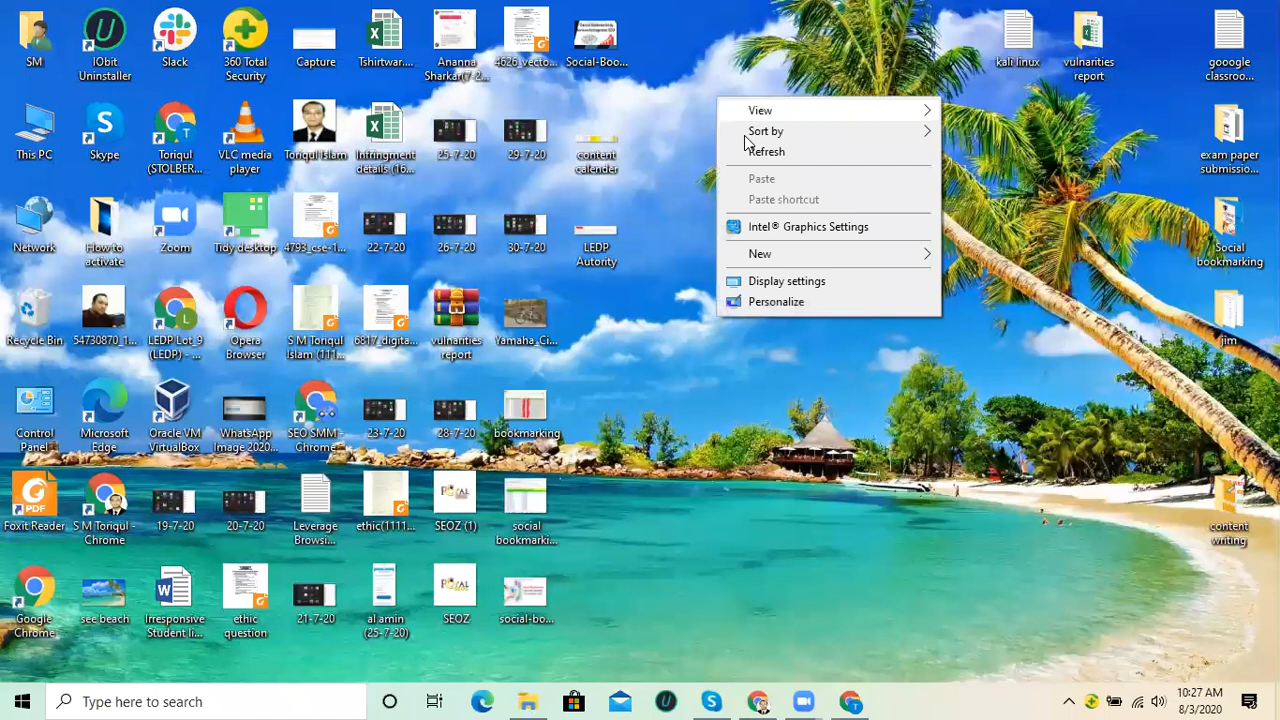 SM
IObit
Uninstaller
Slack
360 Total
Security
Capture
Tshirtwar....
Ananna
Sharkar(7-2...
4626_vecto...
Social-Boo...
kali linux
vulnarities
report
gooogle
classroo...
This PC
Skype
Toriqul
(STOLBER...
VLC media
player
Toriqul Islam
Infringment
details (16...
25-7-20
29-7-20
content
calender
exam paper
submissio...
Network
How to
activate
Zoom
Tidy desktop
4793_cse-1...
22-7-20
26-7-20
30-7-20
LEDP
Autority
Social
bookmarking
Recycle Bin
54730870_1...
LEDP Lot_9
(LEDP) - ...
Opera
Browser
S M Toriqul
Islam (111...
6817_digita...
vulnarities
report
Yamaha_Ci...
jim
Control
Panel
Microsoft
Edge
Oracle VM
VirtualBox
WhatsApp
Image 2020...
SEO SMM -
Chrome
23-7-20
28-7-20
bookmarking
Foxit Reader
PDF
S M Toriqul -
Chrome
19-7-20
20-7-20
Leverage
Browsi...
ethic(1111...
SEOZ (1)
social
bookmarki...
content
writing
Google
Chrome
see beach
Irresponsive
Student li...
ethic
question
21-7-20
al amin
(25-7-20)
SEOZ
social-bo...
View
Sort by
Refresh
Paste
Paste shortcut
Intel® Graphics Settings
New
Display settings
Personalize
Type here to search
10:27 AM
8/3/2020